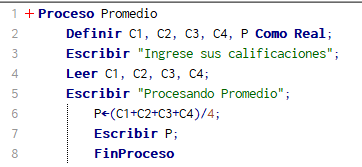 1 + Proceso Promedio
2 Definir C1, C2, C3, C4, P Como Real;
3 Escribir "Ingrese sus calificaciones";
4 Leer C1, C2, C3, C4;
5 Escribir "Procesando Promedio";
6 P←(C1+C2+C3+C4)/4;
7 Escribir P;
8 FinProceso